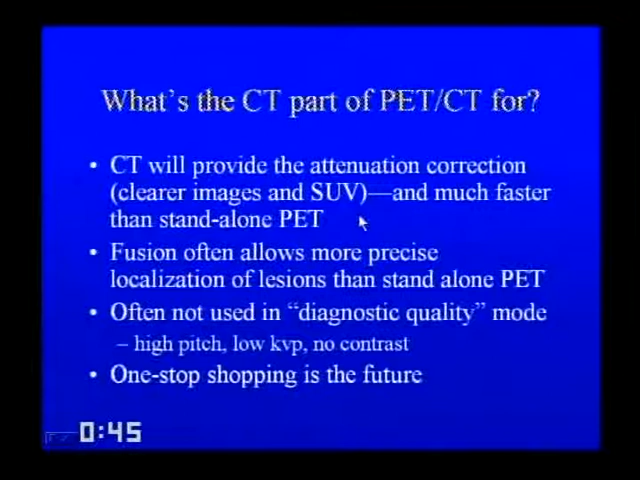 What's the CT part of PET/CT for?
• CT will provide the attenuation correction
(clearer images and SUV)—and much faster
than stand-alone PET
• Fusion often allows more precise
localization of lesions than stand alone PET
• Often not used in “diagnostic quality” mode
– high pitch, low kvp, no contrast
• One-stop shopping is the future
0:45